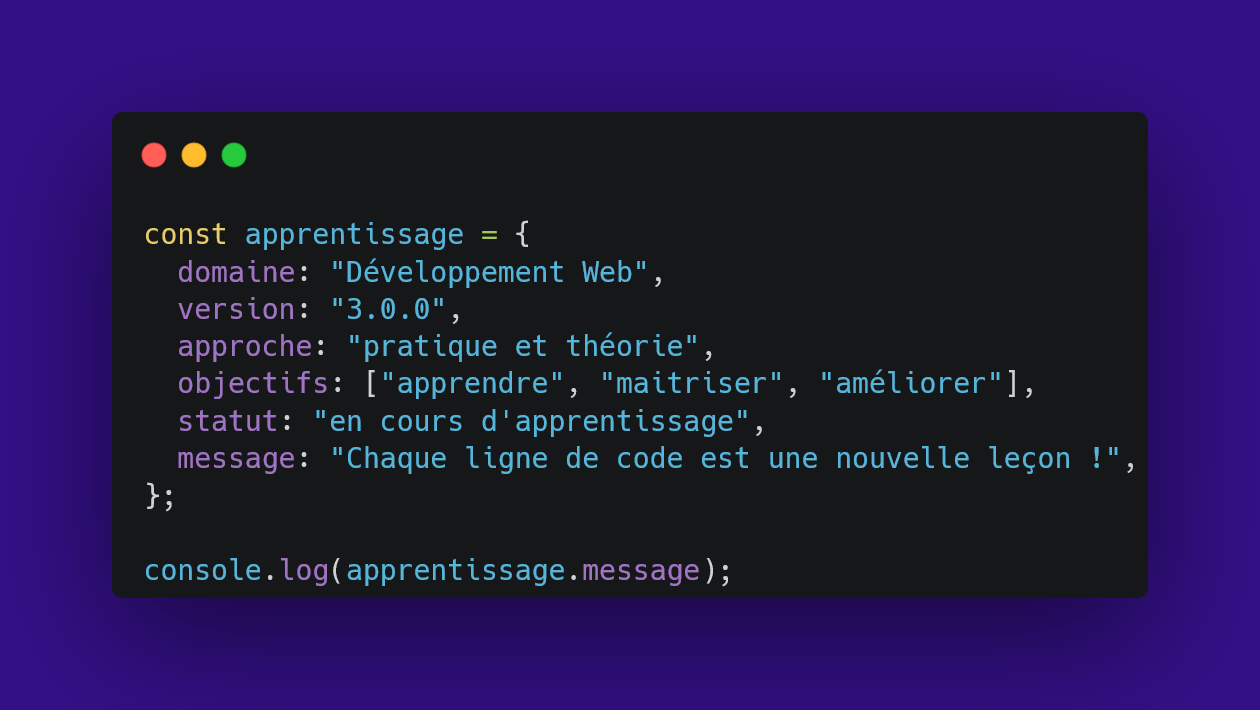 const apprentissage = {
  domaine: "Développement Web",
  version: "3.0.0",
  approche: "pratique et théorie",
  objectifs: ["apprendre", "maitriser", "améliorer"],
  statut: "en cours d'apprentissage",
  message: "Chaque ligne de code est une nouvelle leçon !",
};

console.log(apprentissage.message);